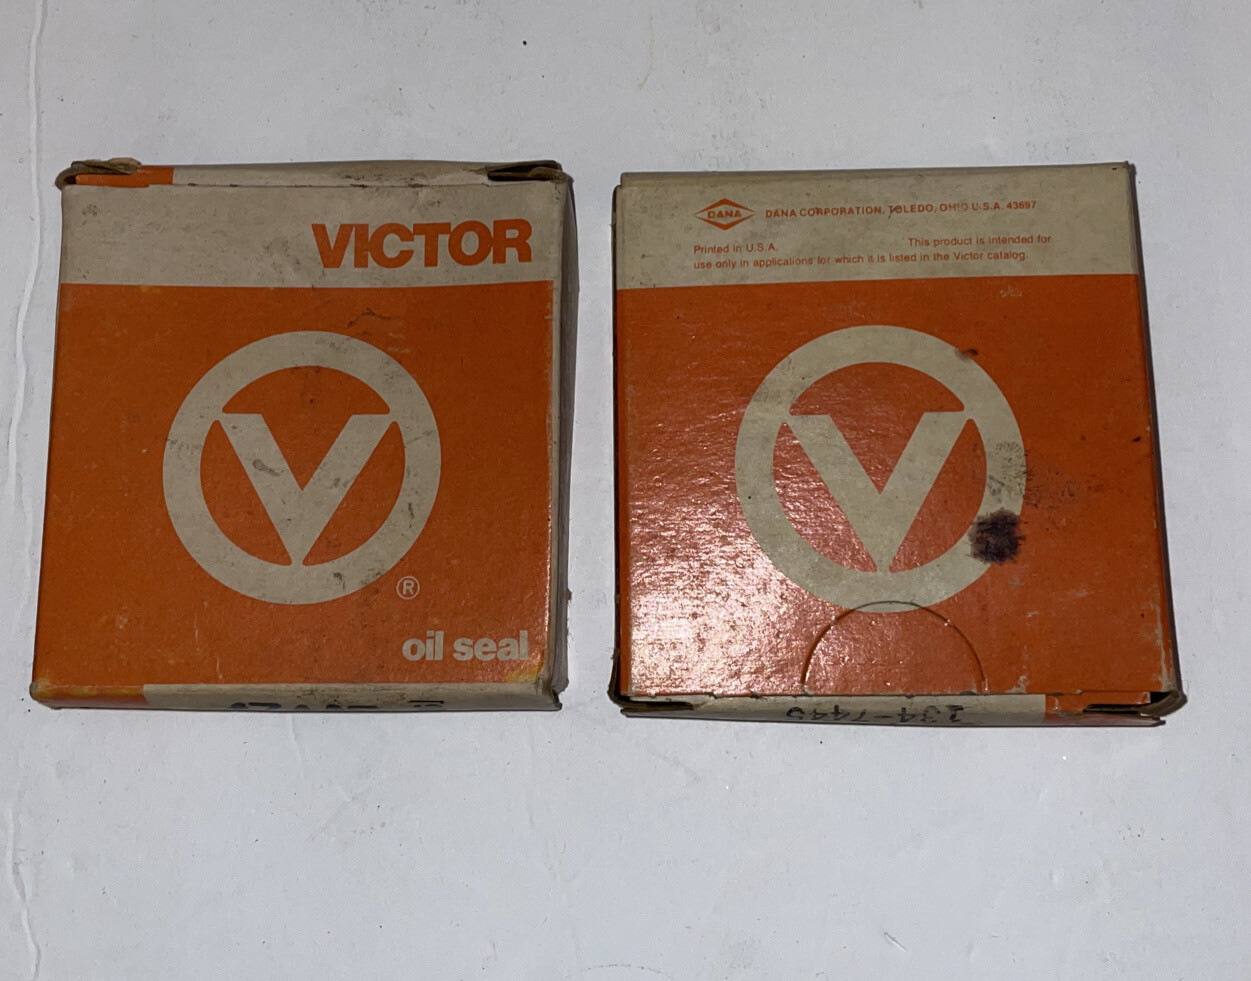 VICTOR
V
®
oil seal
DANA
DANA CORPORATION, TOLEDO, OHIO U.S.A. 43697
Printed in U.S.A. This product is intended for
use only in applications for which it is listed in the Victor catalog.
V